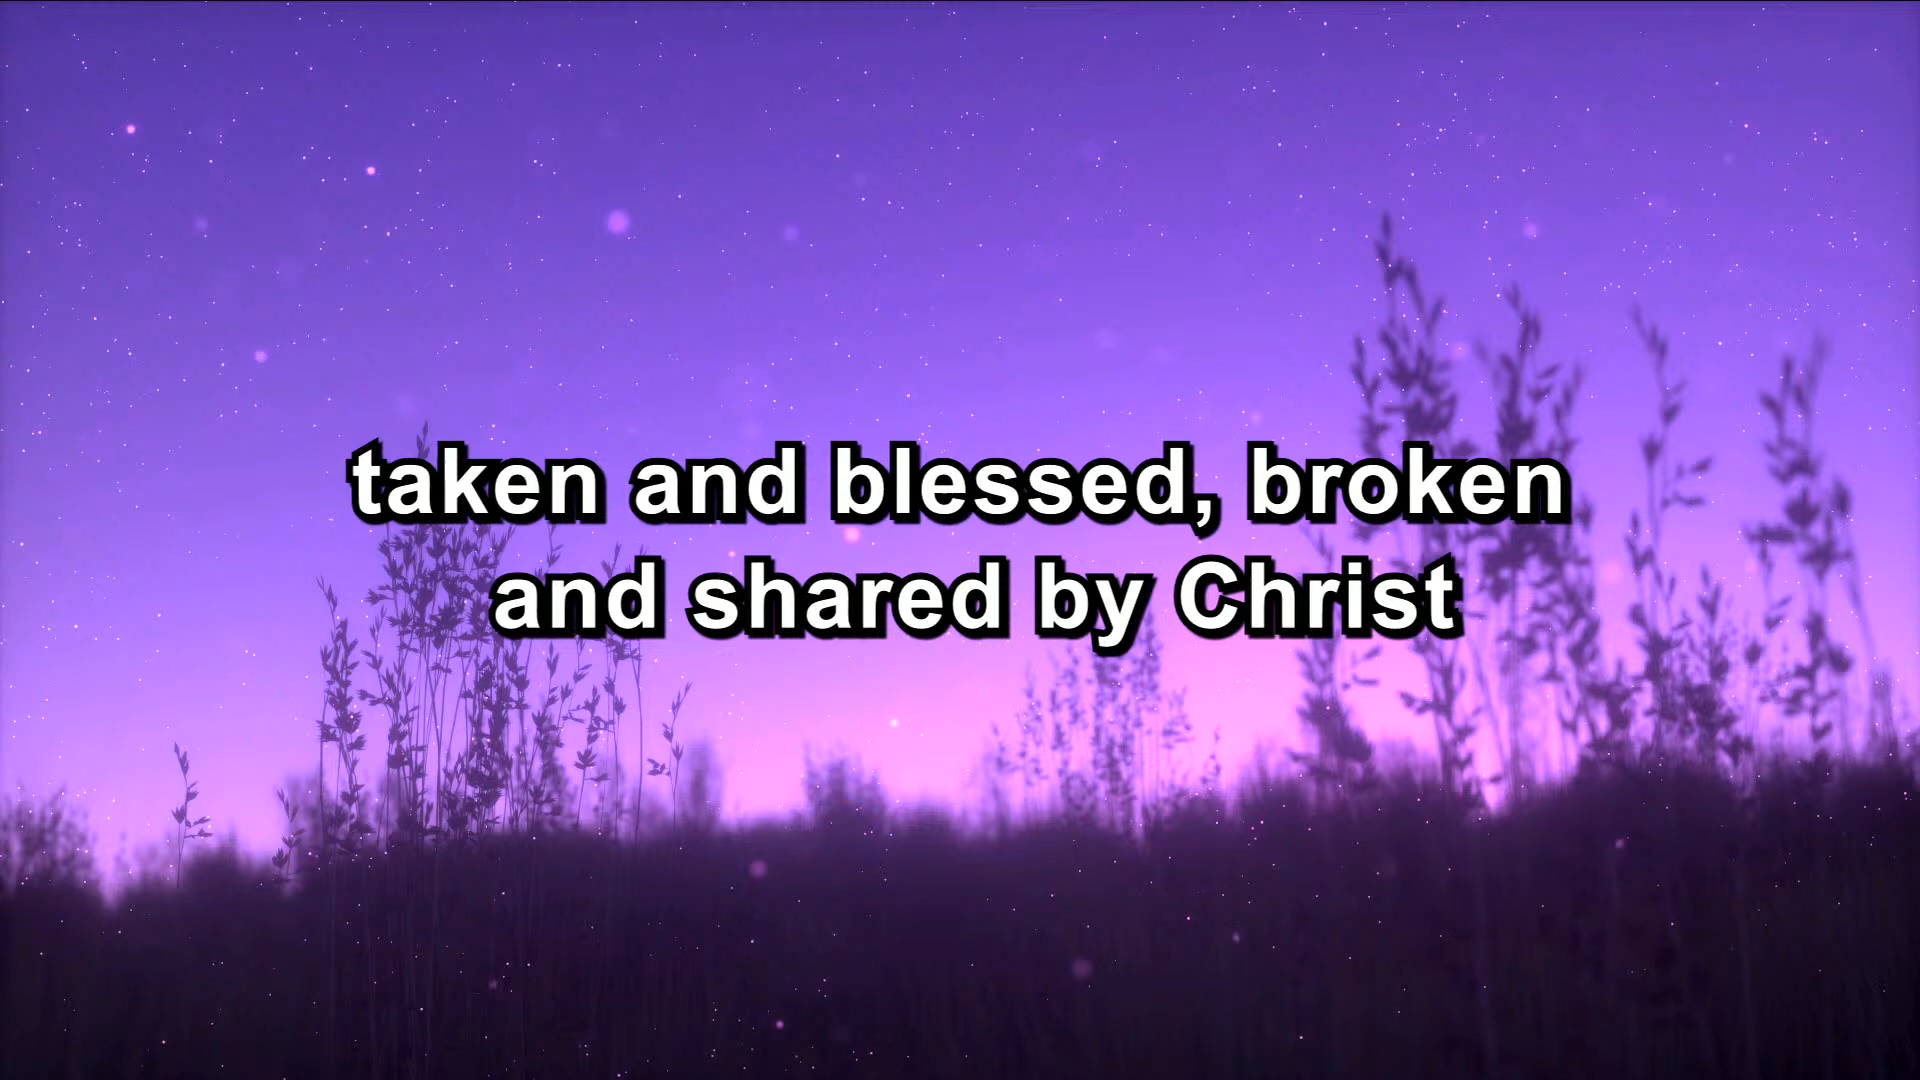 taken and blessed, broken
and shared by Christ